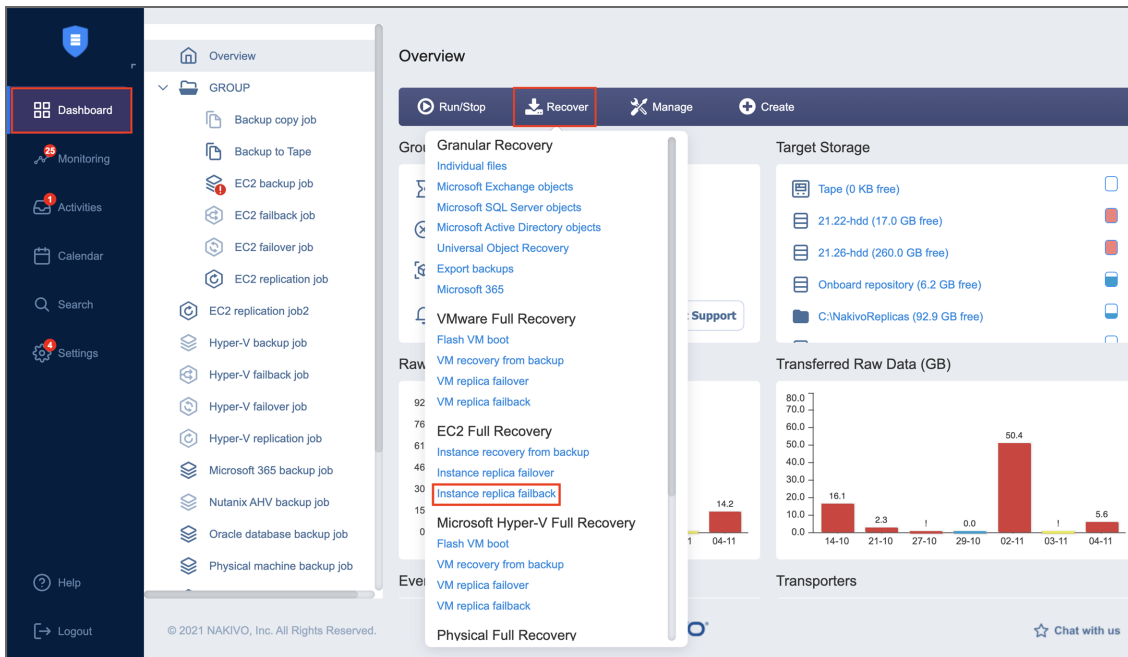 Dashboard
25
Monitoring
1
Activities
Calendar
Search
4
Settings
Help
Logout
Overview
GROUP
Backup copy job
Backup to Tape
EC2 backup job
EC2 failback job
EC2 failover job
EC2 replication job
EC2 replication job2
Hyper-V backup job
Hyper-V failback job
Hyper-V failover job
Hyper-V replication job
Microsoft 365 backup job
Nutanix AHV backup job
Oracle database backup job
Physical machine backup job
© 2021 NAKIVO, Inc. All Rights Reserved.
Overview
Run/Stop
Recover
Manage
Create
Granular Recovery
Individual files
Microsoft Exchange objects
Microsoft SQL Server objects
Microsoft Active Directory objects
Universal Object Recovery
Export backups
Microsoft 365
VMware Full Recovery
Flash VM boot
VM recovery from backup
VM replica failover
VM replica failback
EC2 Full Recovery
Instance recovery from backup
Instance replica failover
Instance replica failback
Microsoft Hyper-V Full Recovery
Flash VM boot
VM recovery from backup
VM replica failover
VM replica failback
Physical Full Recovery
Support
Raw
92
76
61
46
30
15
0
14.2
04-11
Target Storage
Tape (0 KB free)
21.22-hdd (17.0 GB free)
21.26-hdd (260.0 GB free)
Onboard repository (6.2 GB free)
C:\NakivoReplicas (92.9 GB free)
Transferred Raw Data (GB)
80.0
70.0
60.0
50.0
40.0
30.0
20.0
10.0
0.0
16.1
2.3
!
0.0
50.4
!
5.6
14-10 21-10 27-10 29-10 02-11 03-11 04-11
Transporters
Chat with us